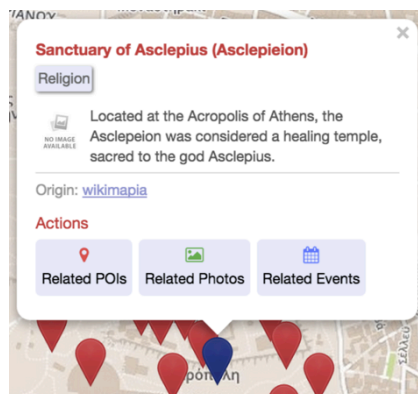 Sanctuary of Asclepius (Asclepieion)
Religion
NO IMAGE
AVAILABLE
Located at the Acropolis of Athens, the
Asclepeion was considered a healing temple,
sacred to the god Asclepius.
Origin: wikimapia
Actions
Related POIs Related Photos Related Events